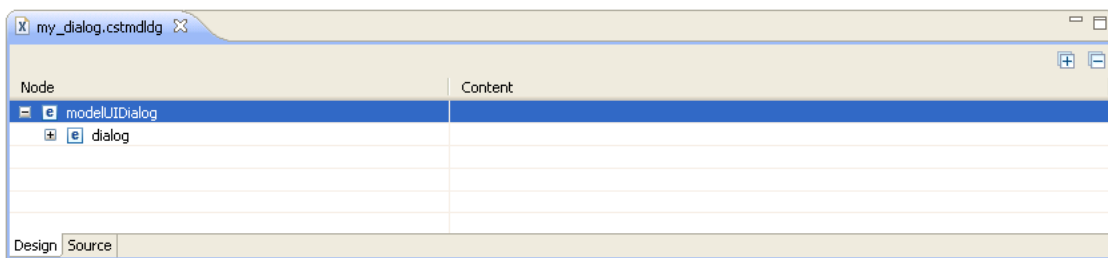 my_dialog.cstmdldg
Node Content
e modelUIDialog
e dialog
Design Source